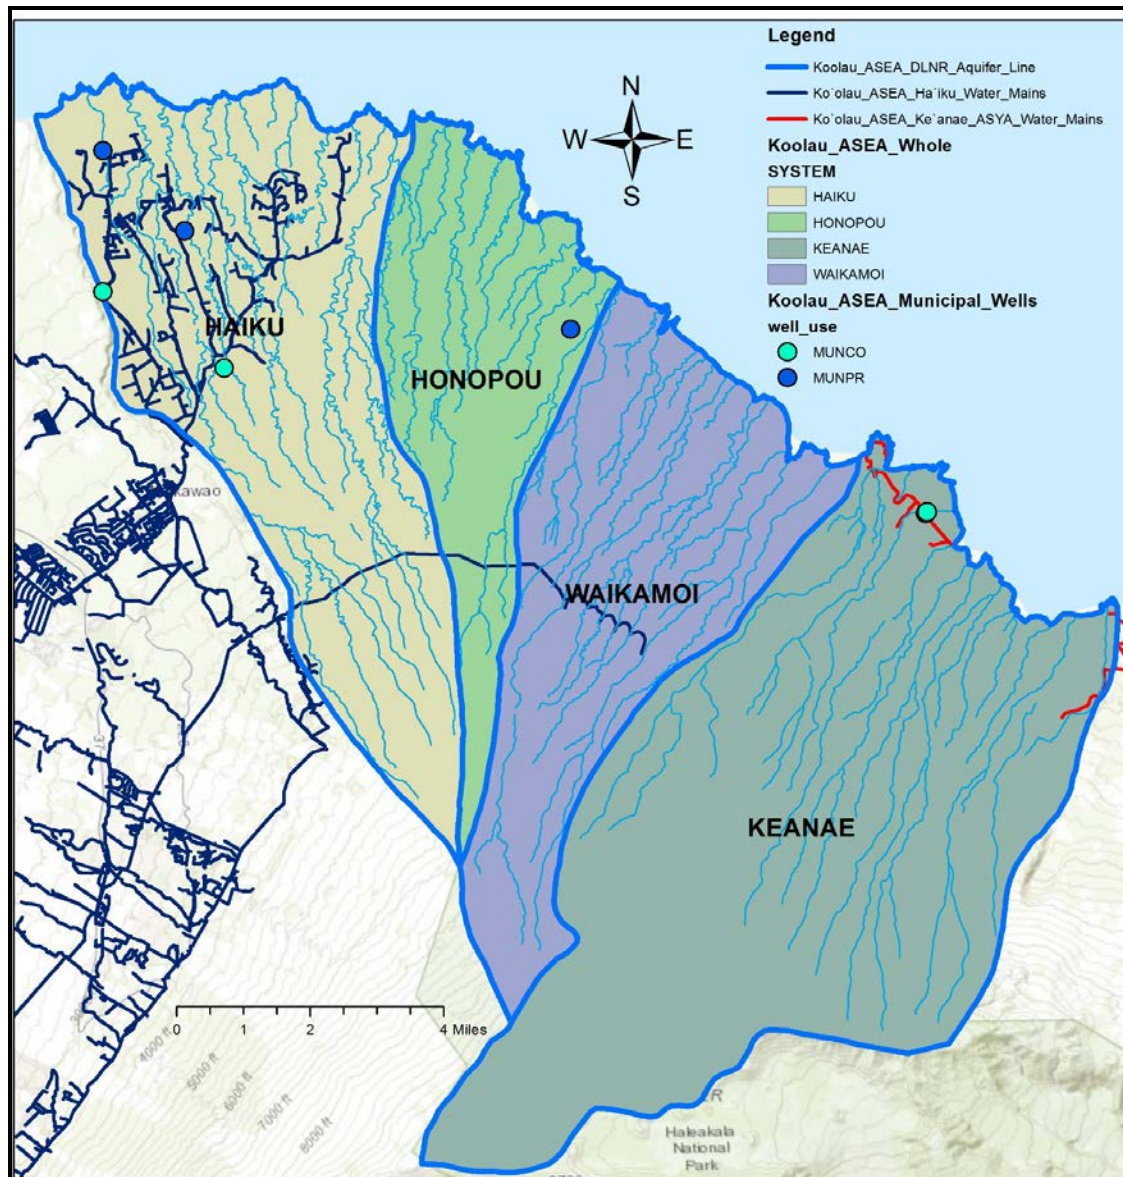 Legend
Koolau_ASEA_DLNR_Aquifer_Line
Ko`olau_ASEA_Ha`iku_Water_Mains
Ko`olau_ASEA_Ke`anae_ASYA_Water_Mains
Koolau_ASEA_Whole
SYSTEM
HAIKU
HONOPOU
KEANAE
WAIKAMOI
Koolau_ASEA_Municipal_Wells
well_use
MUNCO
MUNPR
N
W E
S
HAIKU
HONOPOU
WAIKAMOI
KEANAE
0 1 2 4 Miles
4000 ft
5000 ft
6000 ft
7000 ft
8000 ft
Haleakala
National
Park